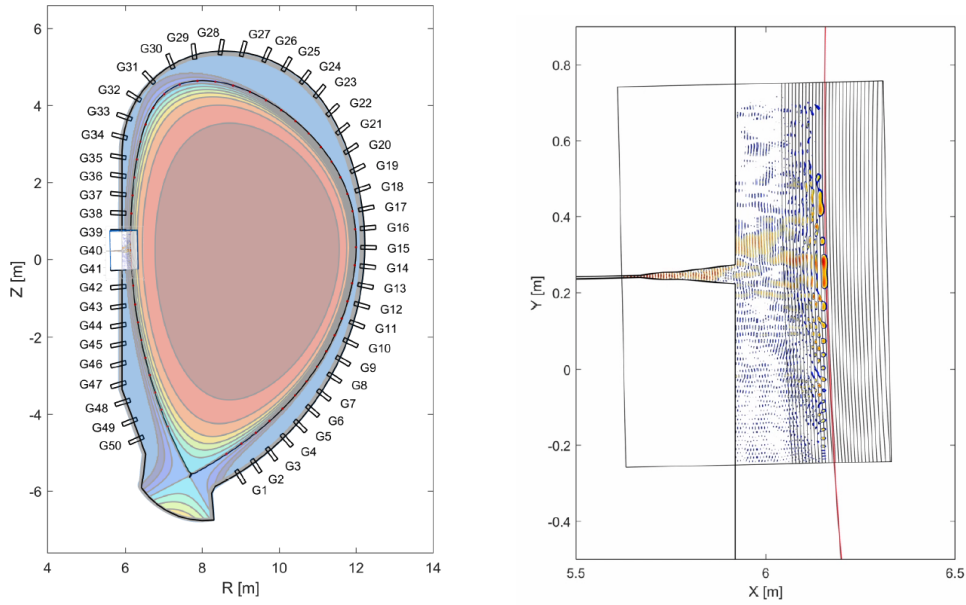 6
4
2
0
-2
-4
-6
4
6
8
10
12
14
Z [m]
R [m]
G1
G2
G3
G4
G5
G6
G7
G8
G9
G10
G11
G12
G13
G14
G15
G16
G17
G18
G19
G20
G21
G22
G23
G24
G25
G26
G27
G28
G29
G30
G31
G32
G33
G34
G35
G36
G37
G38
G39
G40
G41
G42
G43
G44
G45
G46
G47
G48
G49
G50
0.8
0.6
0.4
0.2
0
-0.2
-0.4
5.5
6
6.5
Y [m]
X [m]